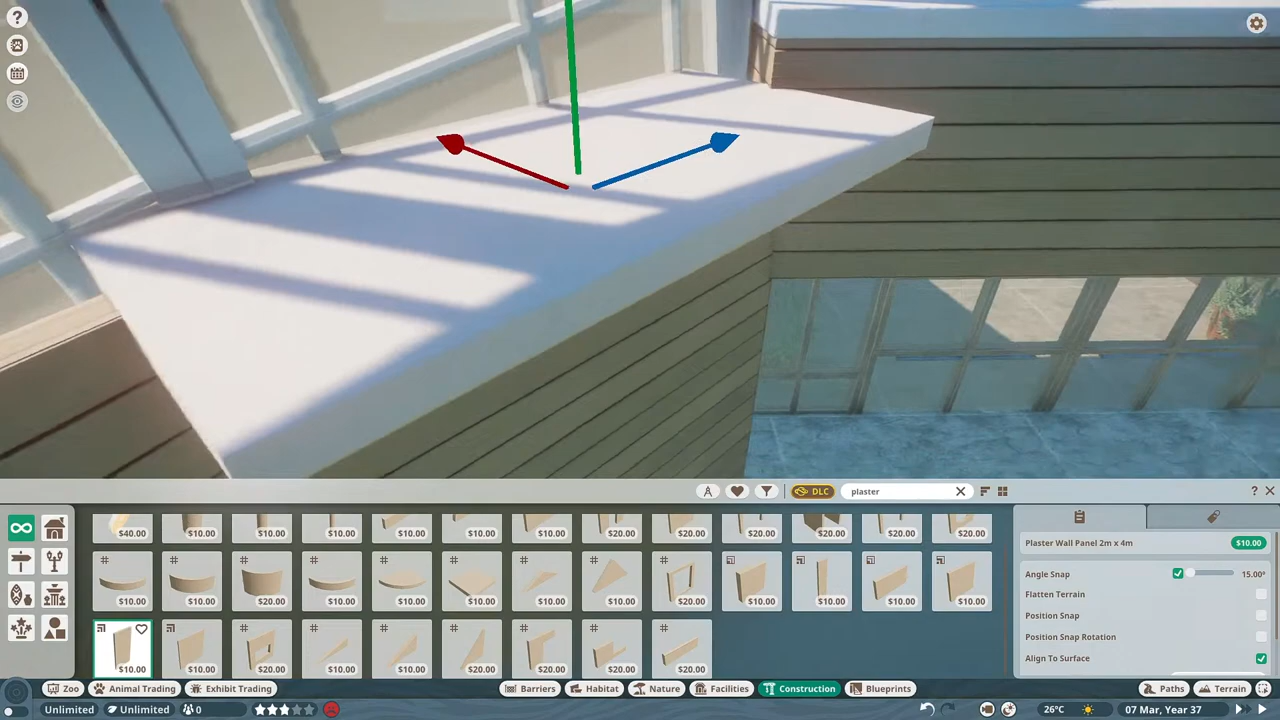 ?
DLC
plaster
?
$40.00 $10.00 $10.00 $10.00 $10.00 $10.00 $10.00 $20.00 $20.00 $20.00 $20.00 $20.00 $20.00
$10.00 $10.00 $20.00 $10.00 $10.00 $10.00 $10.00 $10.00 $20.00 $10.00 $10.00 $10.00 $10.00
$10.00 $10.00 $20.00 $10.00 $10.00 $10.00 $20.00 $20.00 $20.00
Plaster Wall Panel 2m x 4m $10.00
Angle Snap 15.00°
Flatten Terrain
Position Snap
Position Snap Rotation
Align To Surface
Zoo Animal Trading Exhibit Trading Barriers Habitat Nature Facilities Construction Blueprints Paths Terrain
Unlimited Unlimited 0 26°C 07 Mar, Year 37